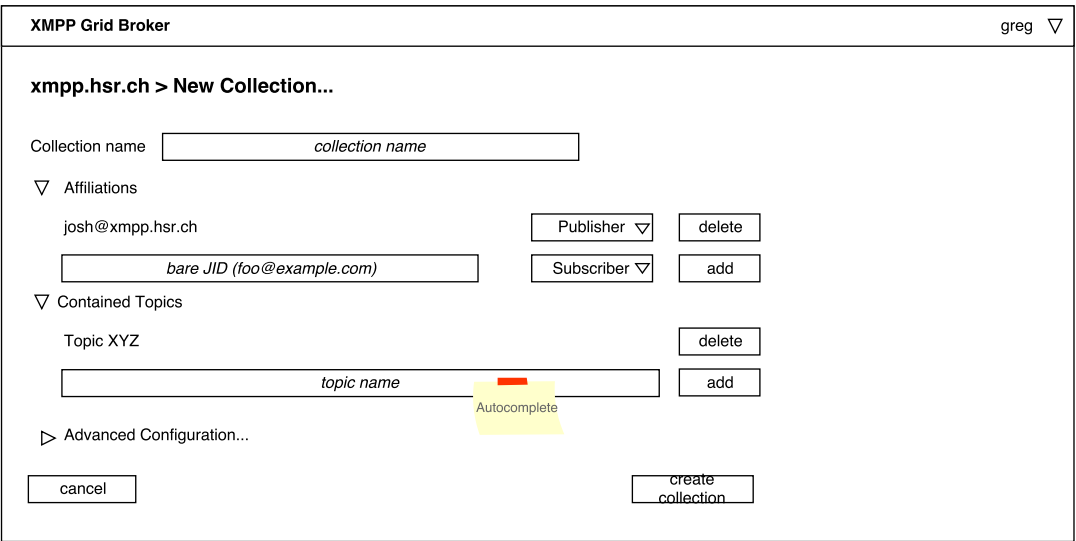 XMPP Grid Broker
greg
xmpp.hsr.ch > New Collection...
Collection name
collection name
Affiliations
josh@xmpp.hsr.ch
Publisher
delete
bare JID (foo@example.com)
Subscriber
add
Contained Topics
Topic XYZ
delete
topic name
add
Autocomplete
Advanced Configuration...
cancel
create
collection